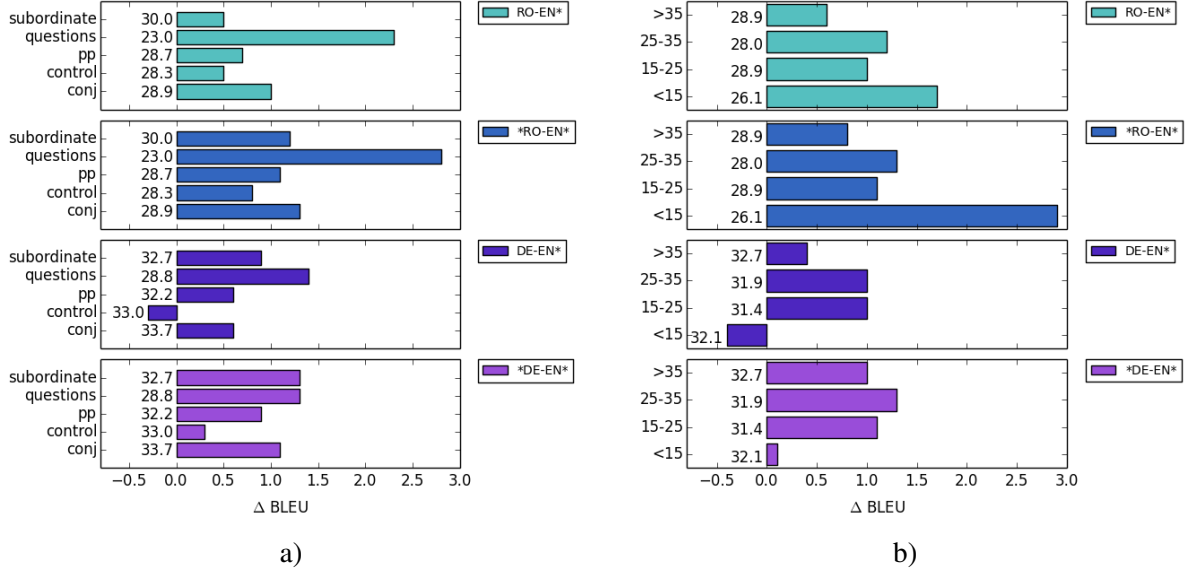 subordinate 30.0
questions 23.0
pp 28.7
control 28.3
conj 28.9
RO-EN*
subordinate 30.0
questions 23.0
pp 28.7
control 28.3
conj 28.9
*RO-EN*
subordinate 32.7
questions 28.8
pp 32.2
control 33.0
conj 33.7
DE-EN*
subordinate 32.7
questions 28.8
pp 32.2
control 33.0
conj 33.7
*DE-EN*
−0.5 0.0 0.5 1.0 1.5 2.0 2.5 3.0
Δ BLEU
a)
>35 28.9
25-35 28.0
15-25 28.9
<15 26.1
RO-EN*
>35 28.9
25-35 28.0
15-25 28.9
<15 26.1
*RO-EN*
>35 32.7
25-35 31.9
15-25 31.4
<15 32.1
DE-EN*
>35 32.7
25-35 31.9
15-25 31.4
<15 32.1
*DE-EN*
−0.5 0.0 0.5 1.0 1.5 2.0 2.5 3.0
Δ BLEU
b)